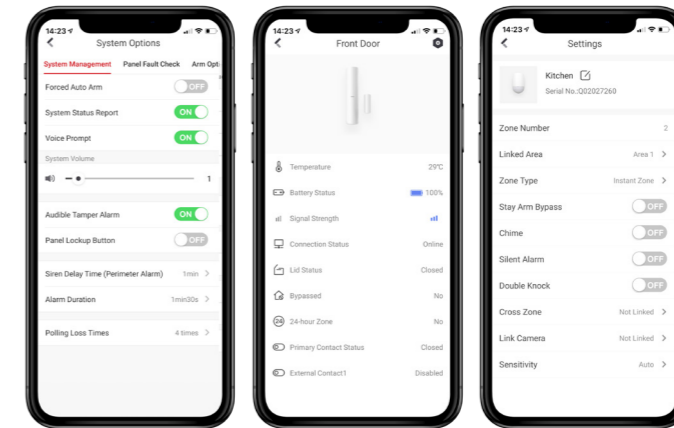 14:23
System Options
System Management Panel Fault Check Arm Opti
Forced Auto Arm OFF
System Status Report ON
Voice Prompt ON
System Volume
1
Audible Tamper Alarm ON
Panel Lockup Button OFF
Siren Delay Time (Perimeter Alarm) 1min >
Alarm Duration 1min30s >
Polling Loss Times 4 times >
14:23
Front Door
Temperature 29°C
Battery Status 100%
Signal Strength
Connection Status Online
Lid Status Closed
Bypassed No
24 24-hour Zone No
Primary Contact Status Closed
External Contact1 Disabled
14:23
Settings
Kitchen
Serial No.:Q02027260
Zone Number 2
Linked Area Area 1 >
Zone Type Instant Zone >
Stay Arm Bypass OFF
Chime OFF
Silent Alarm OFF
Double Knock OFF
Cross Zone Not Linked >
Link Camera Not Linked >
Sensitivity Auto >